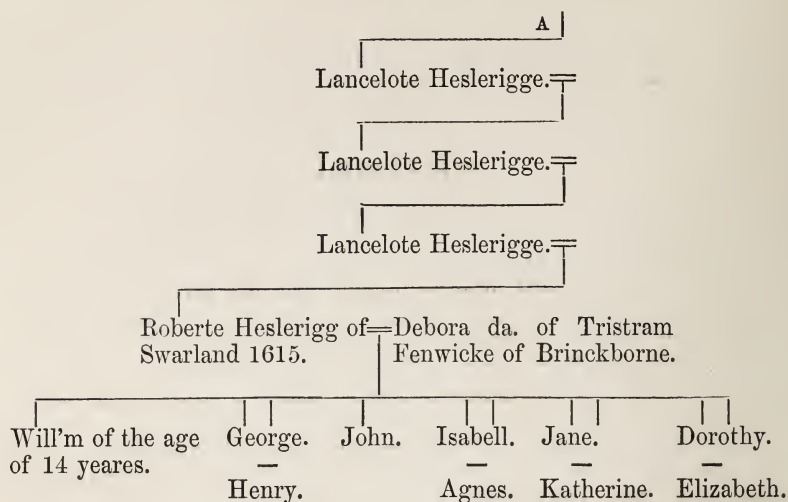 A
Lancelote Heslerigge.
Lancelote Heslerigge.
Lancelote Heslerigge.
Roberte Heslerigg of Debora da. of Tristram
Swarland 1615. Fenwicke of Brinckborne.
Will'm of the age George. John. Isabell. Jane. Dorothy.
of 14 yeares.
Henry. Agnes. Katherine. Elizabeth.